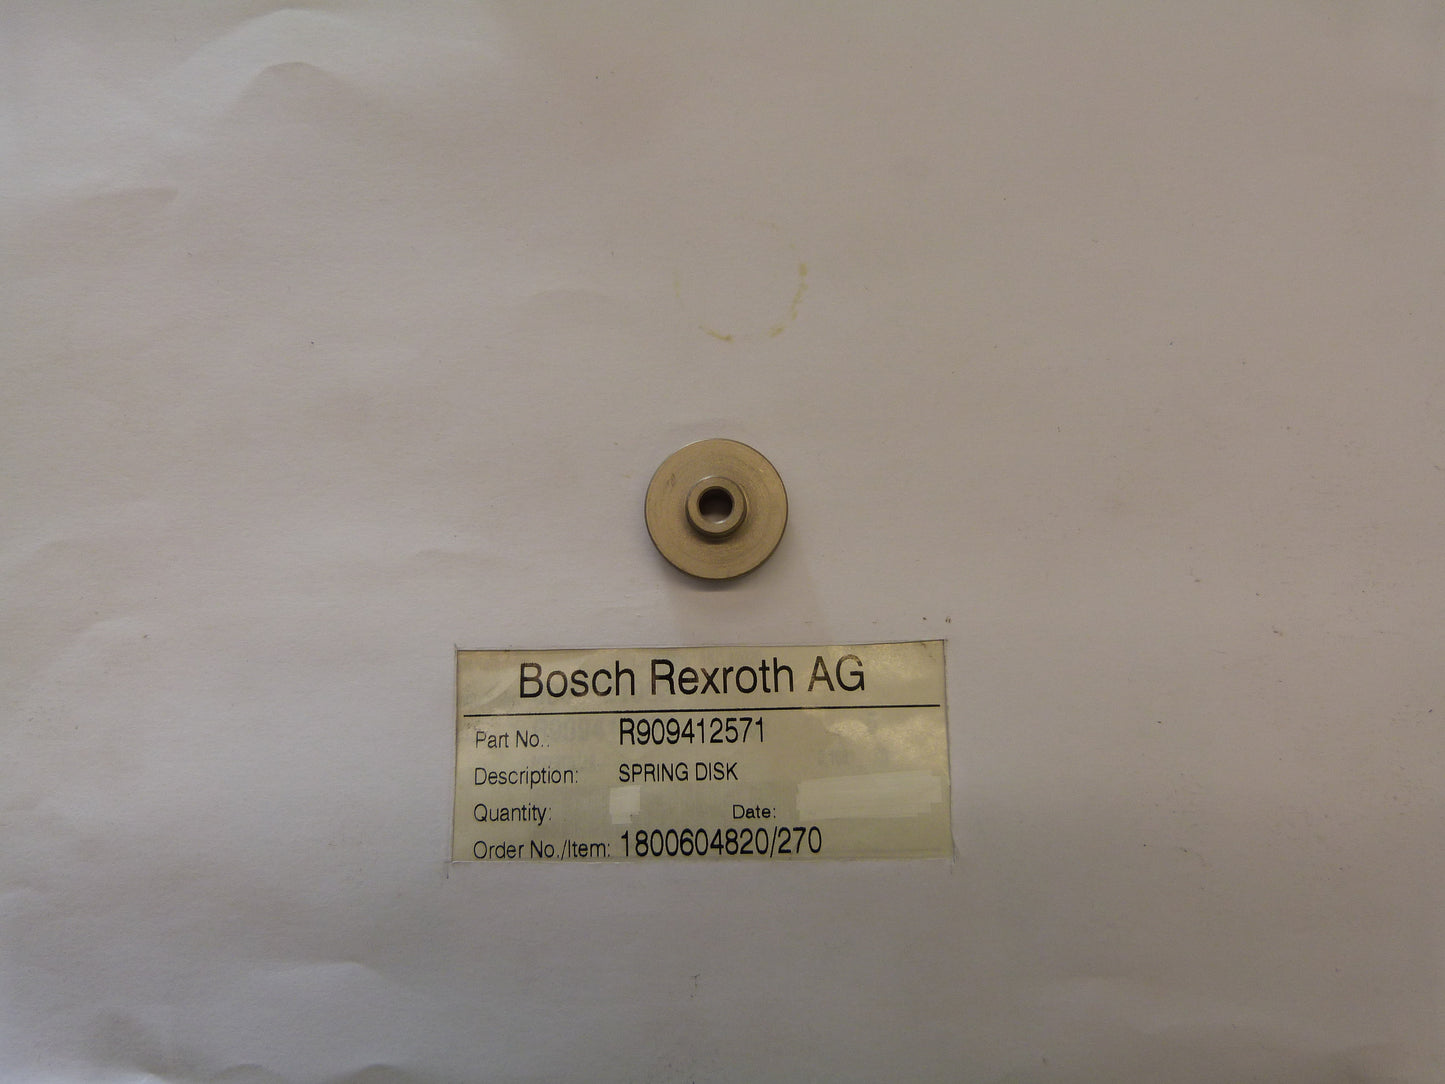 Bosch Rexroth AG
Part No.: R909412571
Description: SPRING DISK
Quantity: Date:
Order No./Item: 1800604820/270